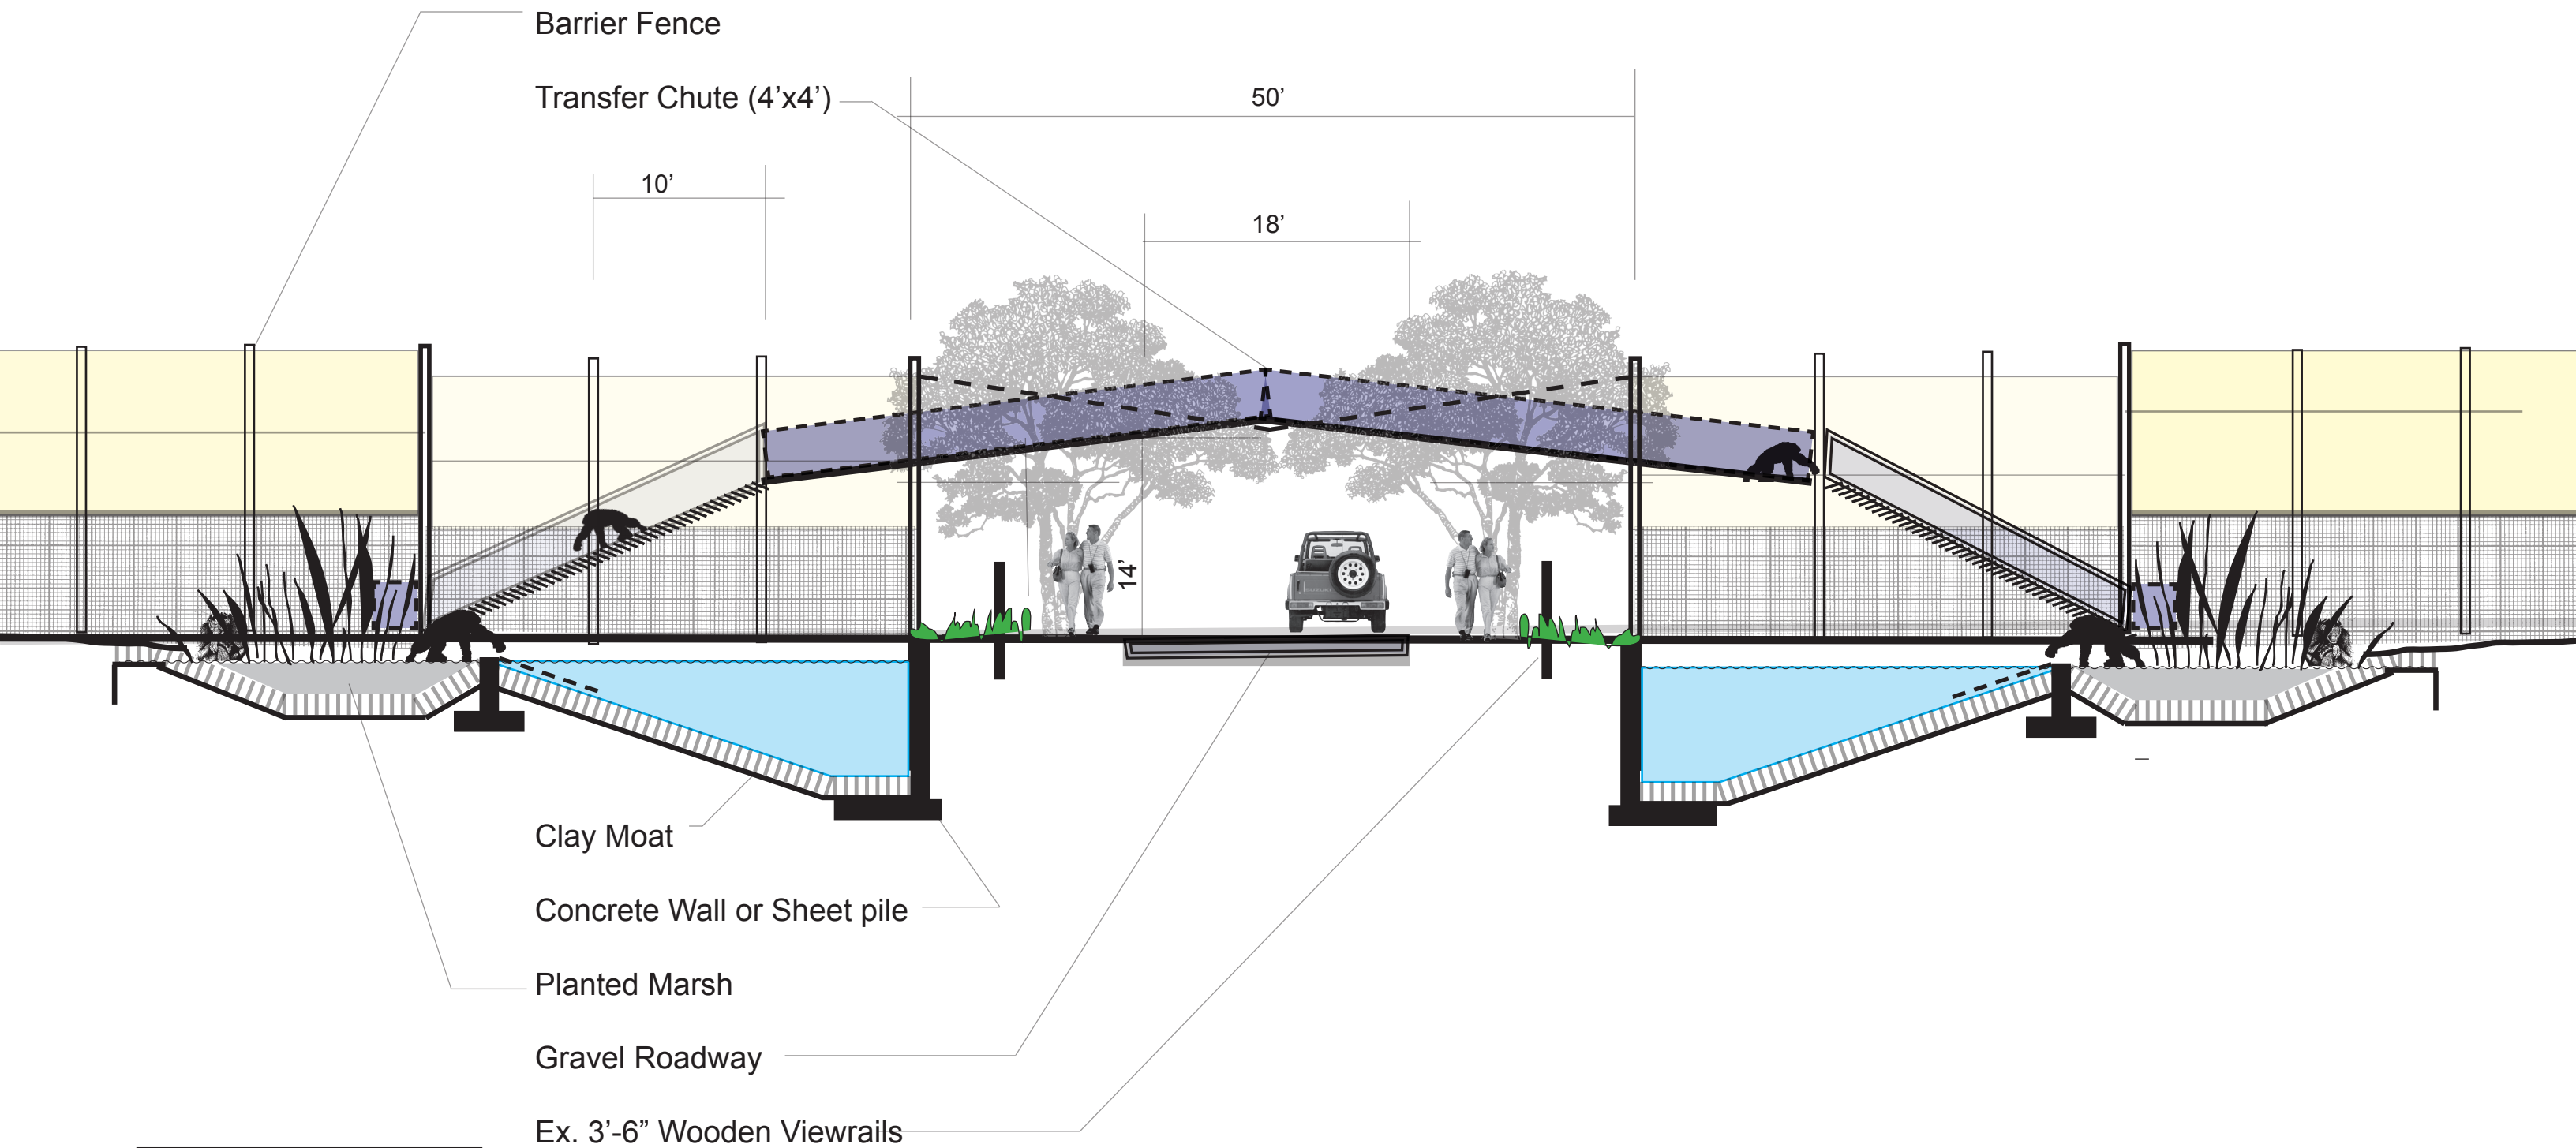 Barrier Fence
Transfer Chute (4’x4’)
50’
10’
18’
14’
Clay Moat
Concrete Wall or Sheet pile
Planted Marsh
Gravel Roadway
Ex. 3’-6” Wooden Viewrails